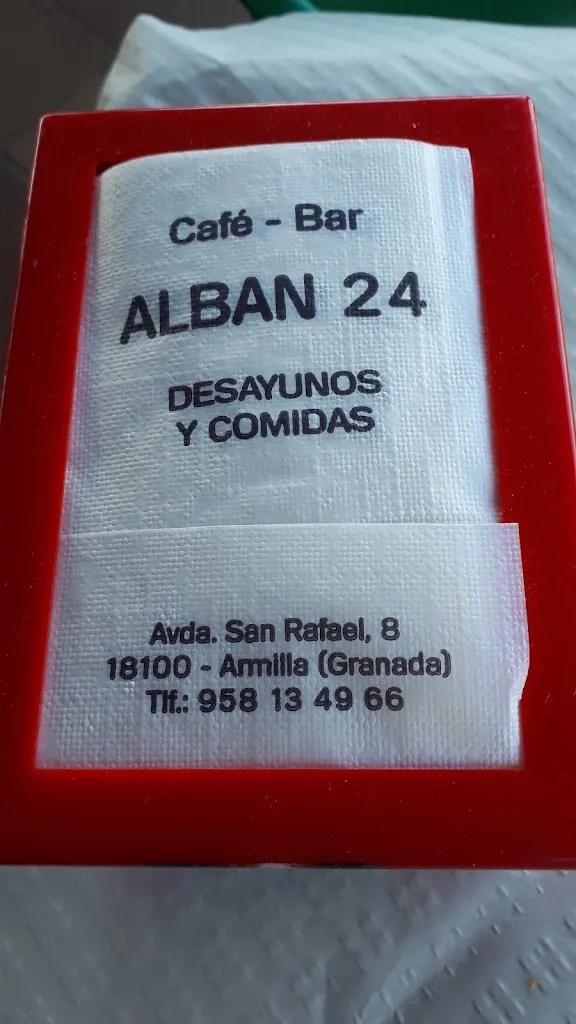 Café - Bar
ALBAN 24
DESAYUNOS
Y COMIDAS
Avda. San Rafael, 8
18100 - Armilla (Granada)
Tlf.: 958 13 49 66